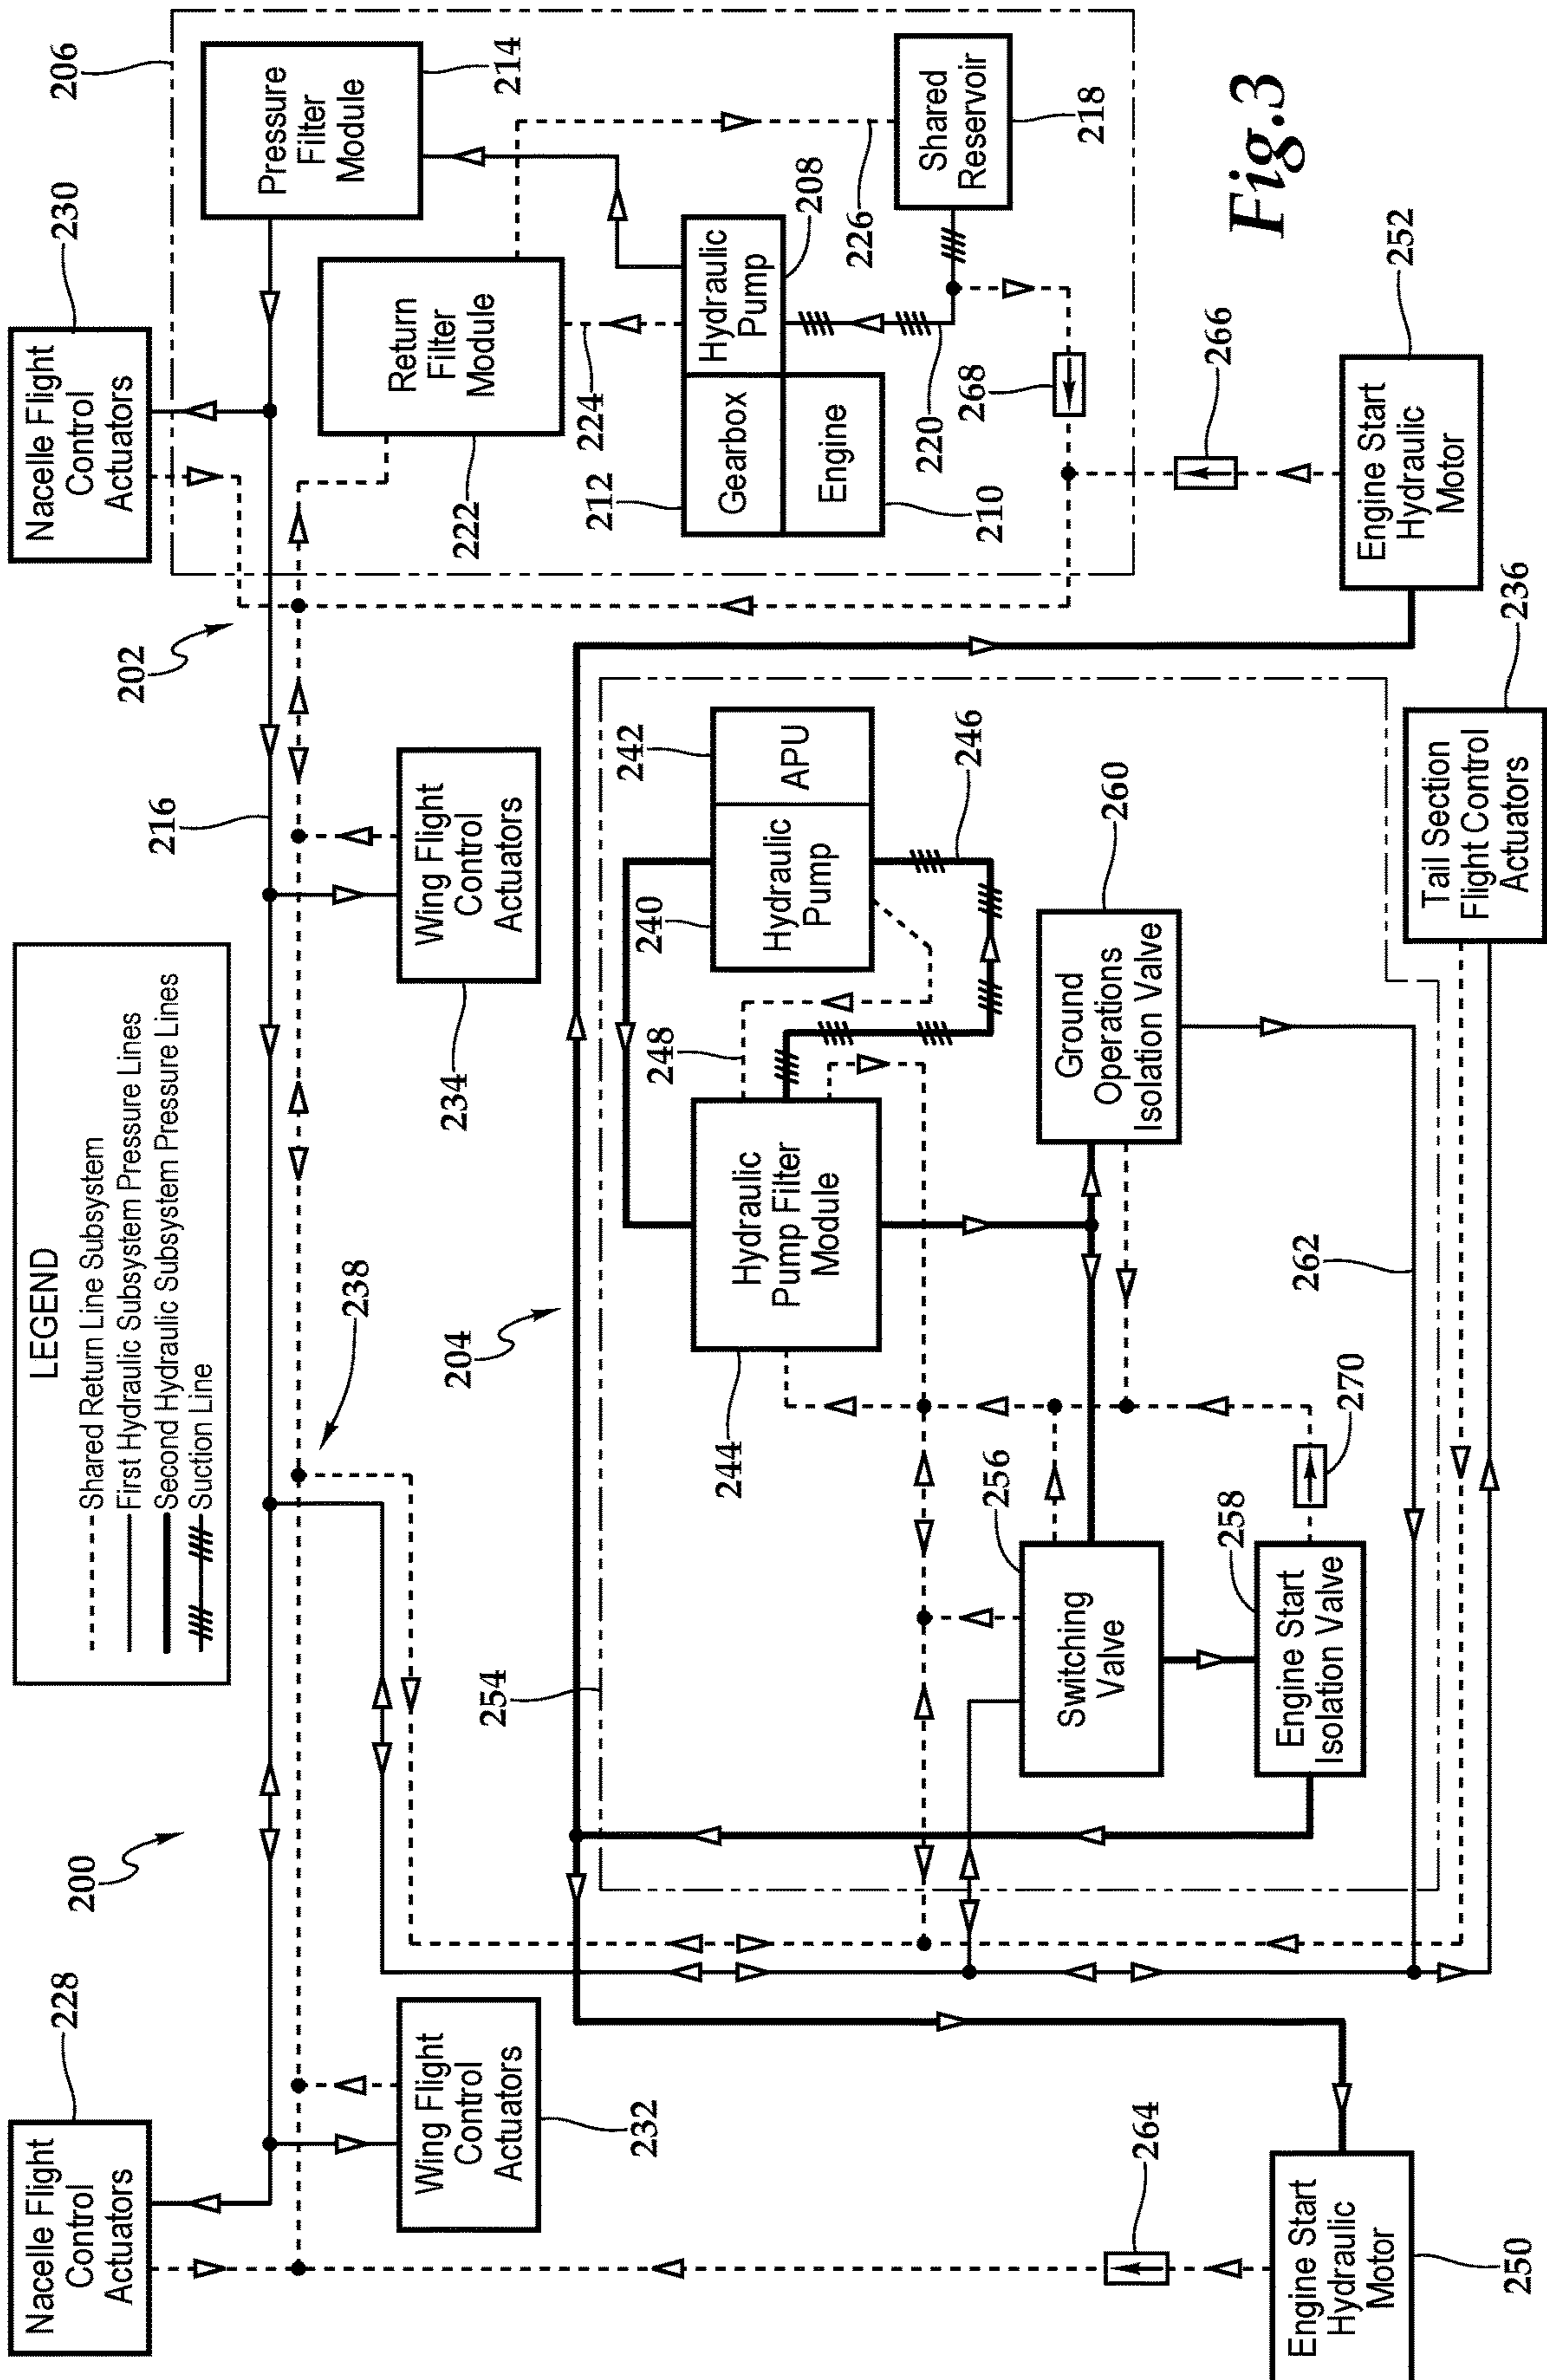 LEGEND
Shared Return Line Subsystem
First Hydraulic Subsystem Pressure Lines
Second Hydraulic Subsystem Pressure Lines
Suction Line
200
228
Nacelle Flight
Control
Actuators
232
Wing Flight
Control
Actuators
238
216
234
Wing Flight
Control
Actuators
202
230
Nacelle Flight
Control
Actuators
206
Pressure
Filter
Module
214
Return
Filter
Module
222
224
226
212
Gearbox
Hydraulic
Pump
208
Engine
210
220
Shared
Reservoir
218
268
266
Engine Start
Hydraulic
Motor
252
204
254
240
242
Hydraulic
Pump
APU
246
248
Hydraulic
Pump Filter
Module
244
Ground
Operations
Isolation Valve
260
262
256
Switching
Valve
258
Engine Start
Isolation Valve
270
236
Tail Section
Flight Control
Actuators
264
Engine Start
Hydraulic
Motor
250
Fig.3